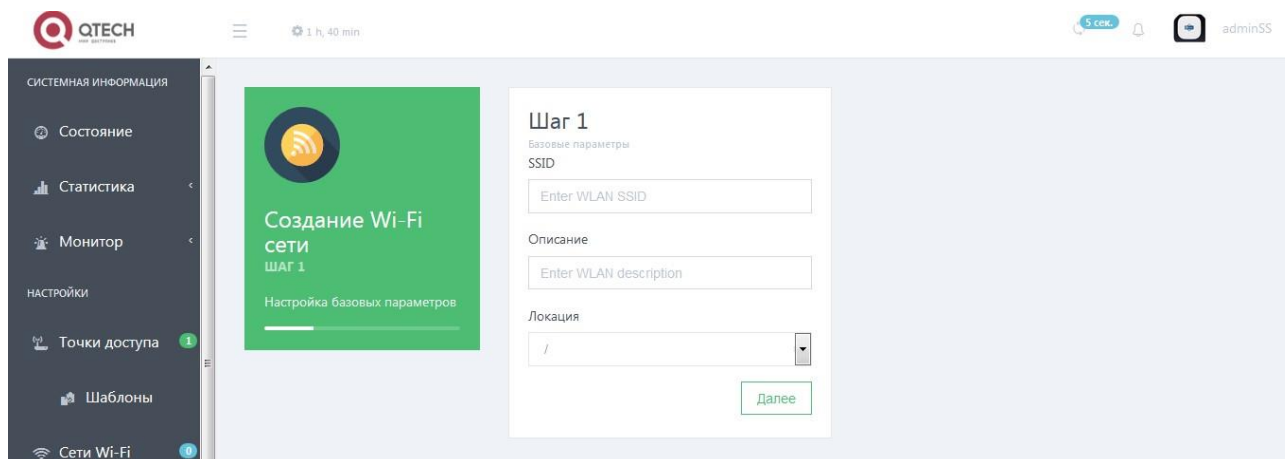 QTECH
1 h, 40 min
5 сек.
adminSS
СИСТЕМНАЯ ИНФОРМАЦИЯ
Состояние
Статистика
Монитор
НАСТРОЙКИ
Точки доступа 1
Шаблоны
Сети Wi-Fi 0
Создание Wi-Fi
сети
ШАГ 1
Настройка базовых параметров
Шаг 1
Базовые параметры
SSID
Enter WLAN SSID
Описание
Enter WLAN description
Локация
/
Далее